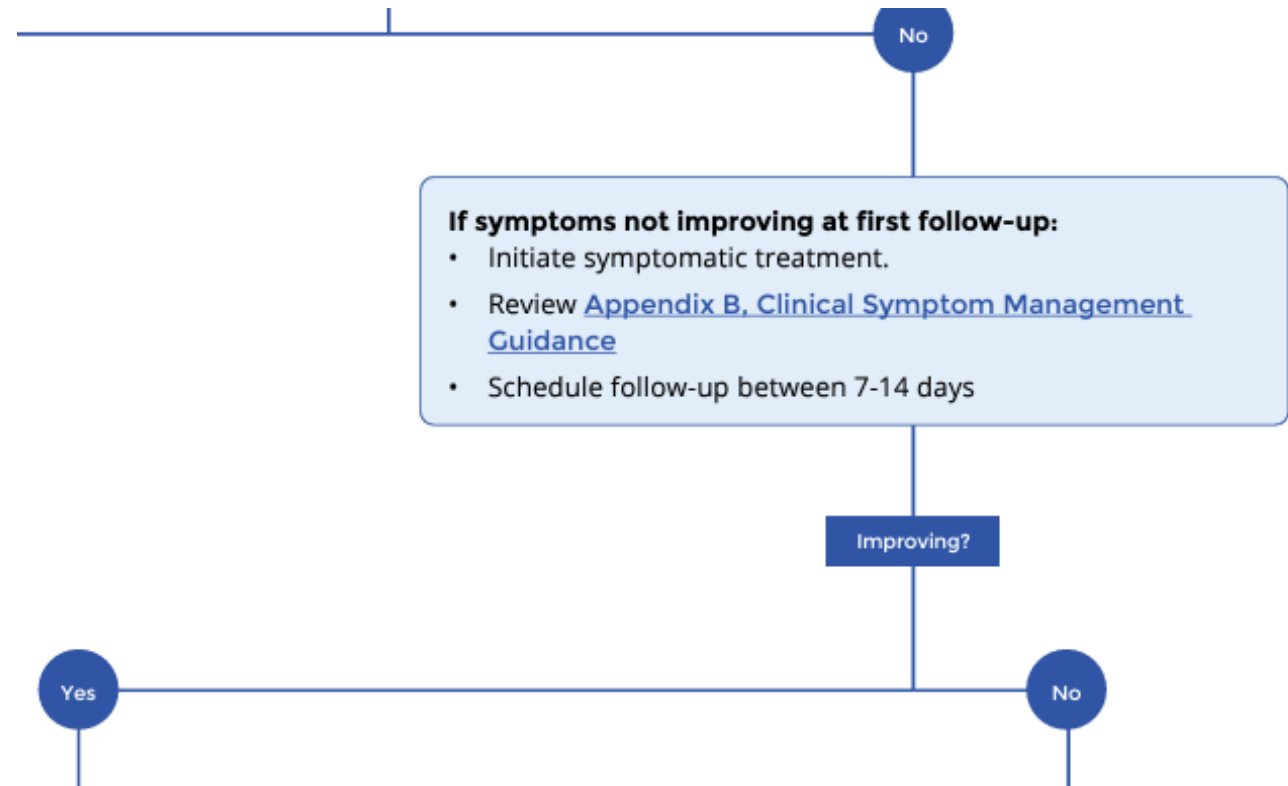 No
If symptoms not improving at first follow-up:
• Initiate symptomatic treatment.
• Review Appendix B, Clinical Symptom Management
Guidance
• Schedule follow-up between 7-14 days
Improving?
Yes
No